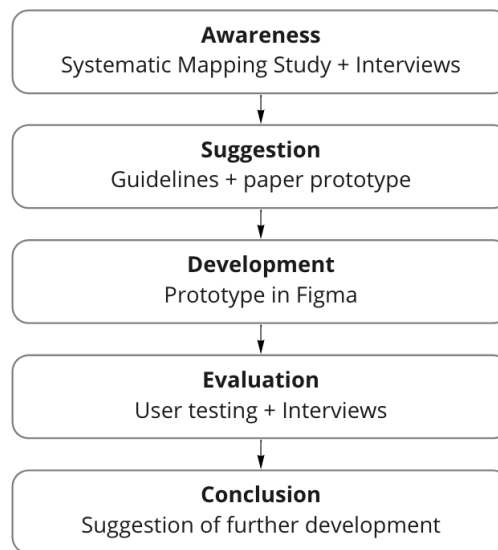 Awareness
Systematic Mapping Study + Interviews
Suggestion
Guidelines + paper prototype
Development
Prototype in Figma
Evaluation
User testing + Interviews
Conclusion
Suggestion of further development